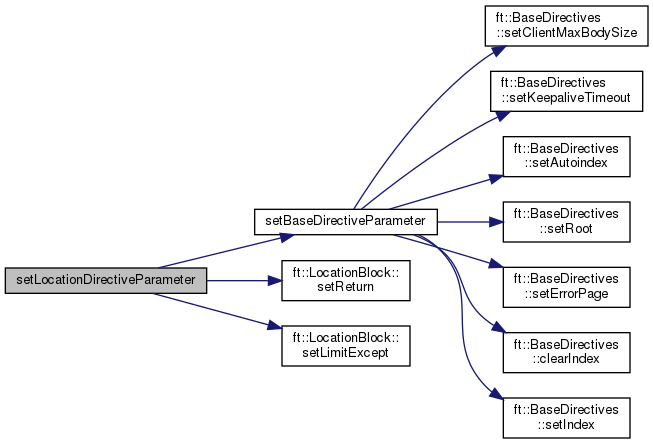 setLocationDirectiveParameter
setBaseDirectiveParameter
ft::LocationBlock::
setReturn
ft::LocationBlock::
setLimitExcept
ft::BaseDirectives
::setClientMaxBodySize
ft::BaseDirectives
::setKeepaliveTimeout
ft::BaseDirectives
::setAutoindex
ft::BaseDirectives
::setRoot
ft::BaseDirectives
::setErrorPage
ft::BaseDirectives
::clearIndex
ft::BaseDirectives
::setIndex